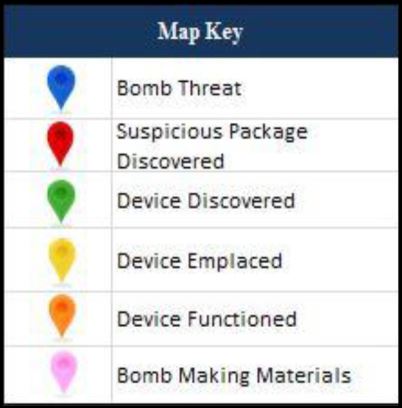 Map Key
Bomb Threat
Suspicious Package
Discovered
Device Discovered
Device Emplaced
Device Functioned
Bomb Making Materials